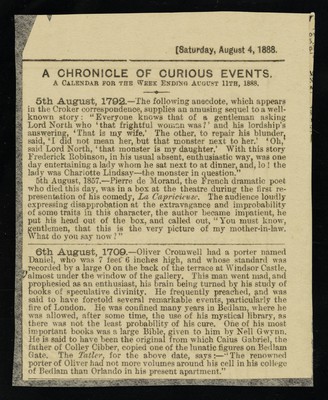 [Saturday, August 4, 1888.
A CHRONICLE OF CURIOUS EVENTS.
A CALENDAR FOR THE WEEK ENDING AUGUST 11TH, 1888.
5th August, 1792.—The following anecdote, which appears
in the Croker correspondence, supplies an amusing sequel to a well-
known story: "Everyone knows that of a gentleman asking
Lord North who 'that frightful woman was?' and his lordship's
answering, 'That is my wife.' The other, to repair his blunder,
said, 'I did not mean her, but that monster next to her.' 'Oh,'
said Lord North, 'that monster is my daughter.' With this story
Frederick Robinson, in his usual absent, enthusiastic way, was one
day entertaining a lady whom he sat next to at dinner, and, lo! the
lady was Charlotte Lindsay—the monster in question."
5th August, 1857.—Pierre de Morand, the French dramatic poet
who died this day, was in a box at the theatre during the first re-
presentation of his comedy, La Capricieuse. The audience loudly
expressing disapprobation at the extravagance and improbability
of some traits in this character, the author became impatient, he
put his head out of the box, and called out, "You must know,
gentlemen, that this is the very picture of my mother-in-law.
What do you say now?"
6th August, 1709.—Oliver Cromwell had a porter named
Daniel, who was 7 feet 6 inches high, and whose standard was
recorded by a large O on the back of the terrace at Windsor Castle,
almost under the window of the gallery. This man went mad, and
prophesied as an enthusiast, his brain being turned by his study of
books of speculative divinity. He frequently preached, and was
said to have foretold several remarkable events, particularly the
fire of London. He was confined many years in Bedlam, where he
was allowed, after some time, the use of his mystical library, as
there was not the least probability of his cure. One of his most
important books was a large Bible, given to him by Nell Gwynn.
He is said to have been the original from which Caius Gabriel, the
father of Colley Cibber, copied one of the lunatic figures on Bedlam
Gate. The Tatler, for the above date, says:—"The renowned
porter of Oliver had not more volumes around his cell in his college
of Bedlam than Orlando in his present apartment."